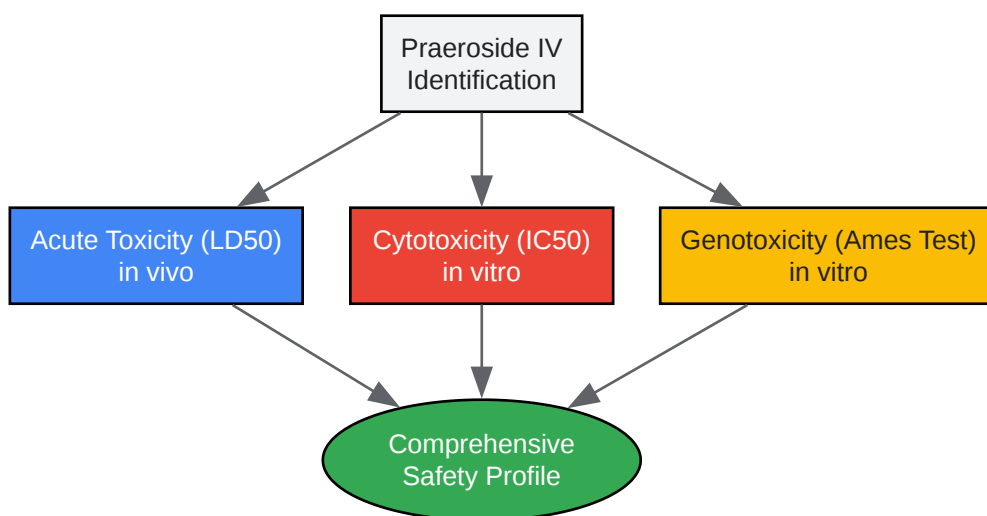 Praeroside IV
Identification
Acute Toxicity (LD50)
in vivo
Cytotoxicity (IC50)
in vitro
Genotoxicity (Ames Test)
in vitro
Comprehensive
Safety Profile